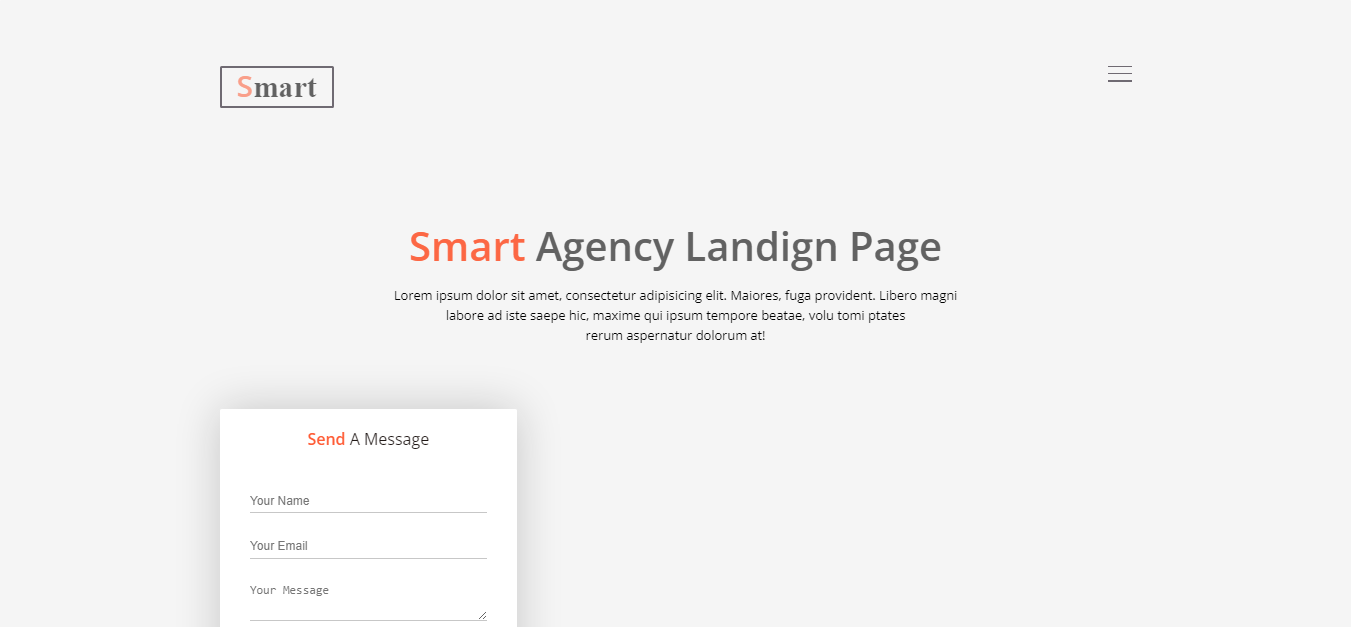 Smart
Smart Agency Landign Page
Lorem ipsum dolor sit amet, consectetur adipisicing elit. Maiores, fuga provident. Libero magni
labore ad iste saepe hic, maxime qui ipsum tempore beatae, volu tomi ptates
rerum aspernatur dolorum at!
Send A Message
Your Name
Your Email
Your Message